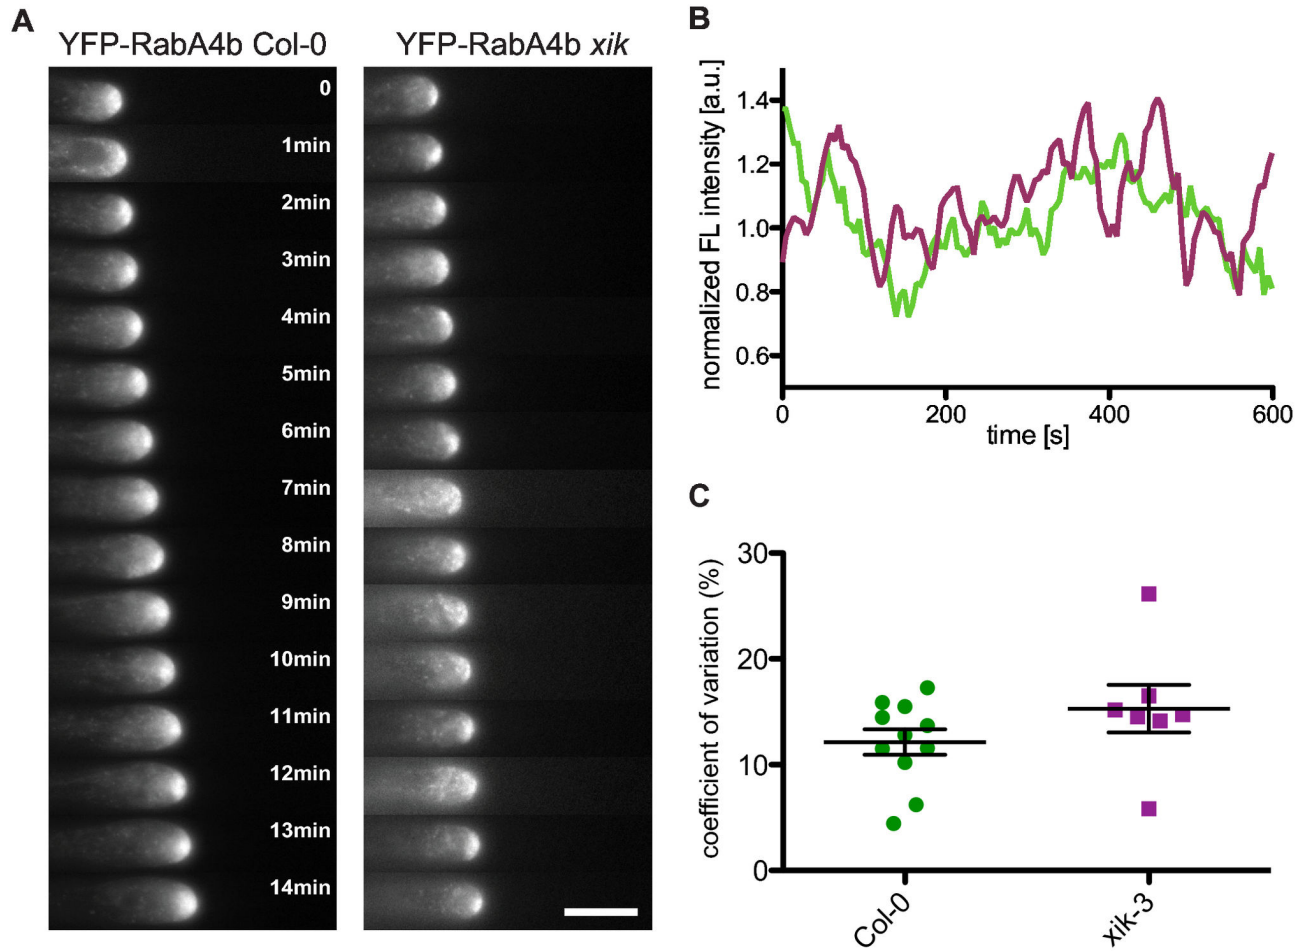 A
YFP-RabA4b Col-0
YFP-RabA4b xik
0
1min
2min
3min
4min
5min
6min
7min
8min
9min
10min
11min
12min
13min
14min
B
normalized FL intensity [a.u.]
1.4
1.2
1.0
0.8
0.6
0
200
400
600
time [s]
C
coefficient of variation (%)
30
20
10
0
Col-0
xik-3